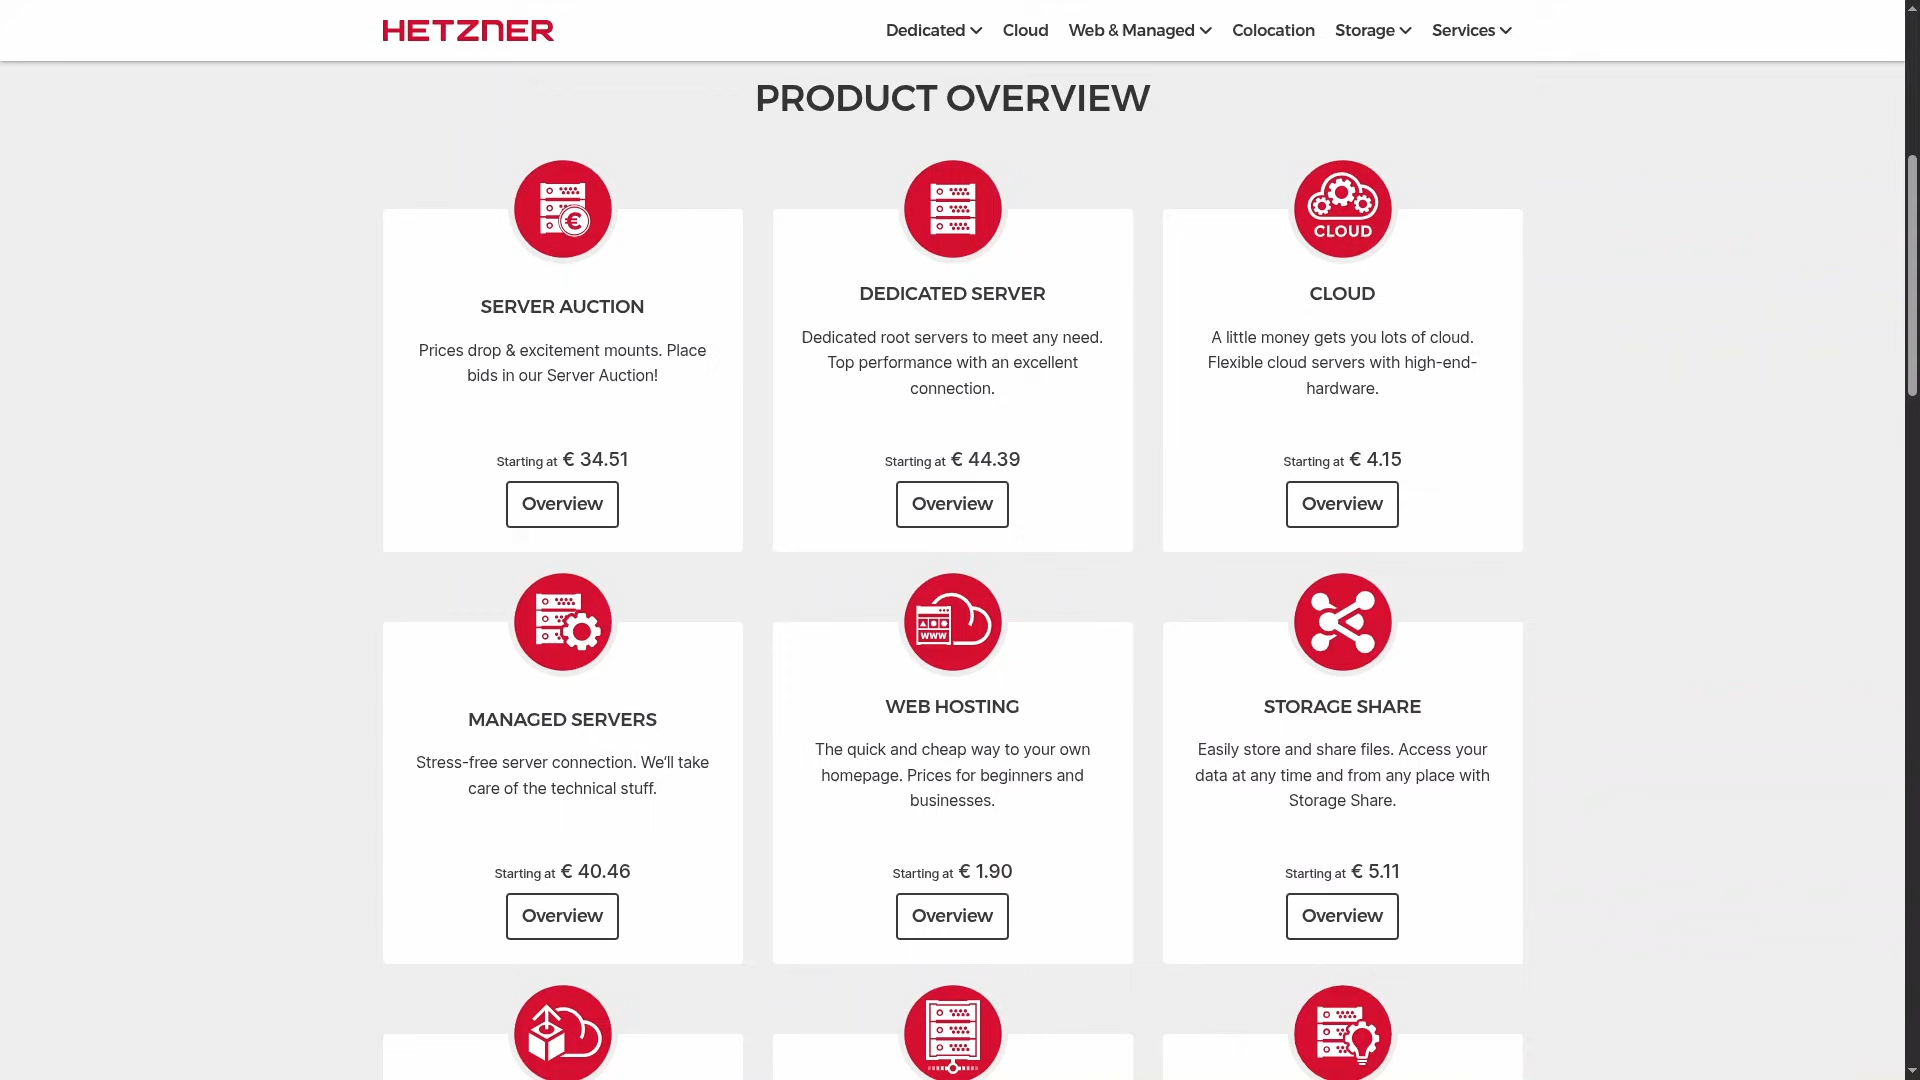 HETZNER
Dedicated Cloud Web & Managed Colocation Storage Services
PRODUCT OVERVIEW
€
SERVER AUCTION
Prices drop & excitement mounts. Place
bids in our Server Auction!
Starting at € 34.51
Overview
DEDICATED SERVER
Dedicated root servers to meet any need.
Top performance with an excellent
connection.
Starting at € 44.39
Overview
CLOUD
CLOUD
A little money gets you lots of cloud.
Flexible cloud servers with high-end-
hardware.
Starting at € 4.15
Overview
MANAGED SERVERS
Stress-free server connection. We'll take
care of the technical stuff.
Starting at € 40.46
Overview
WWW
WEB HOSTING
The quick and cheap way to your own
homepage. Prices for beginners and
businesses.
Starting at € 1.90
Overview
STORAGE SHARE
Easily store and share files. Access your
data at any time and from any place with
Storage Share.
Starting at € 5.11
Overview